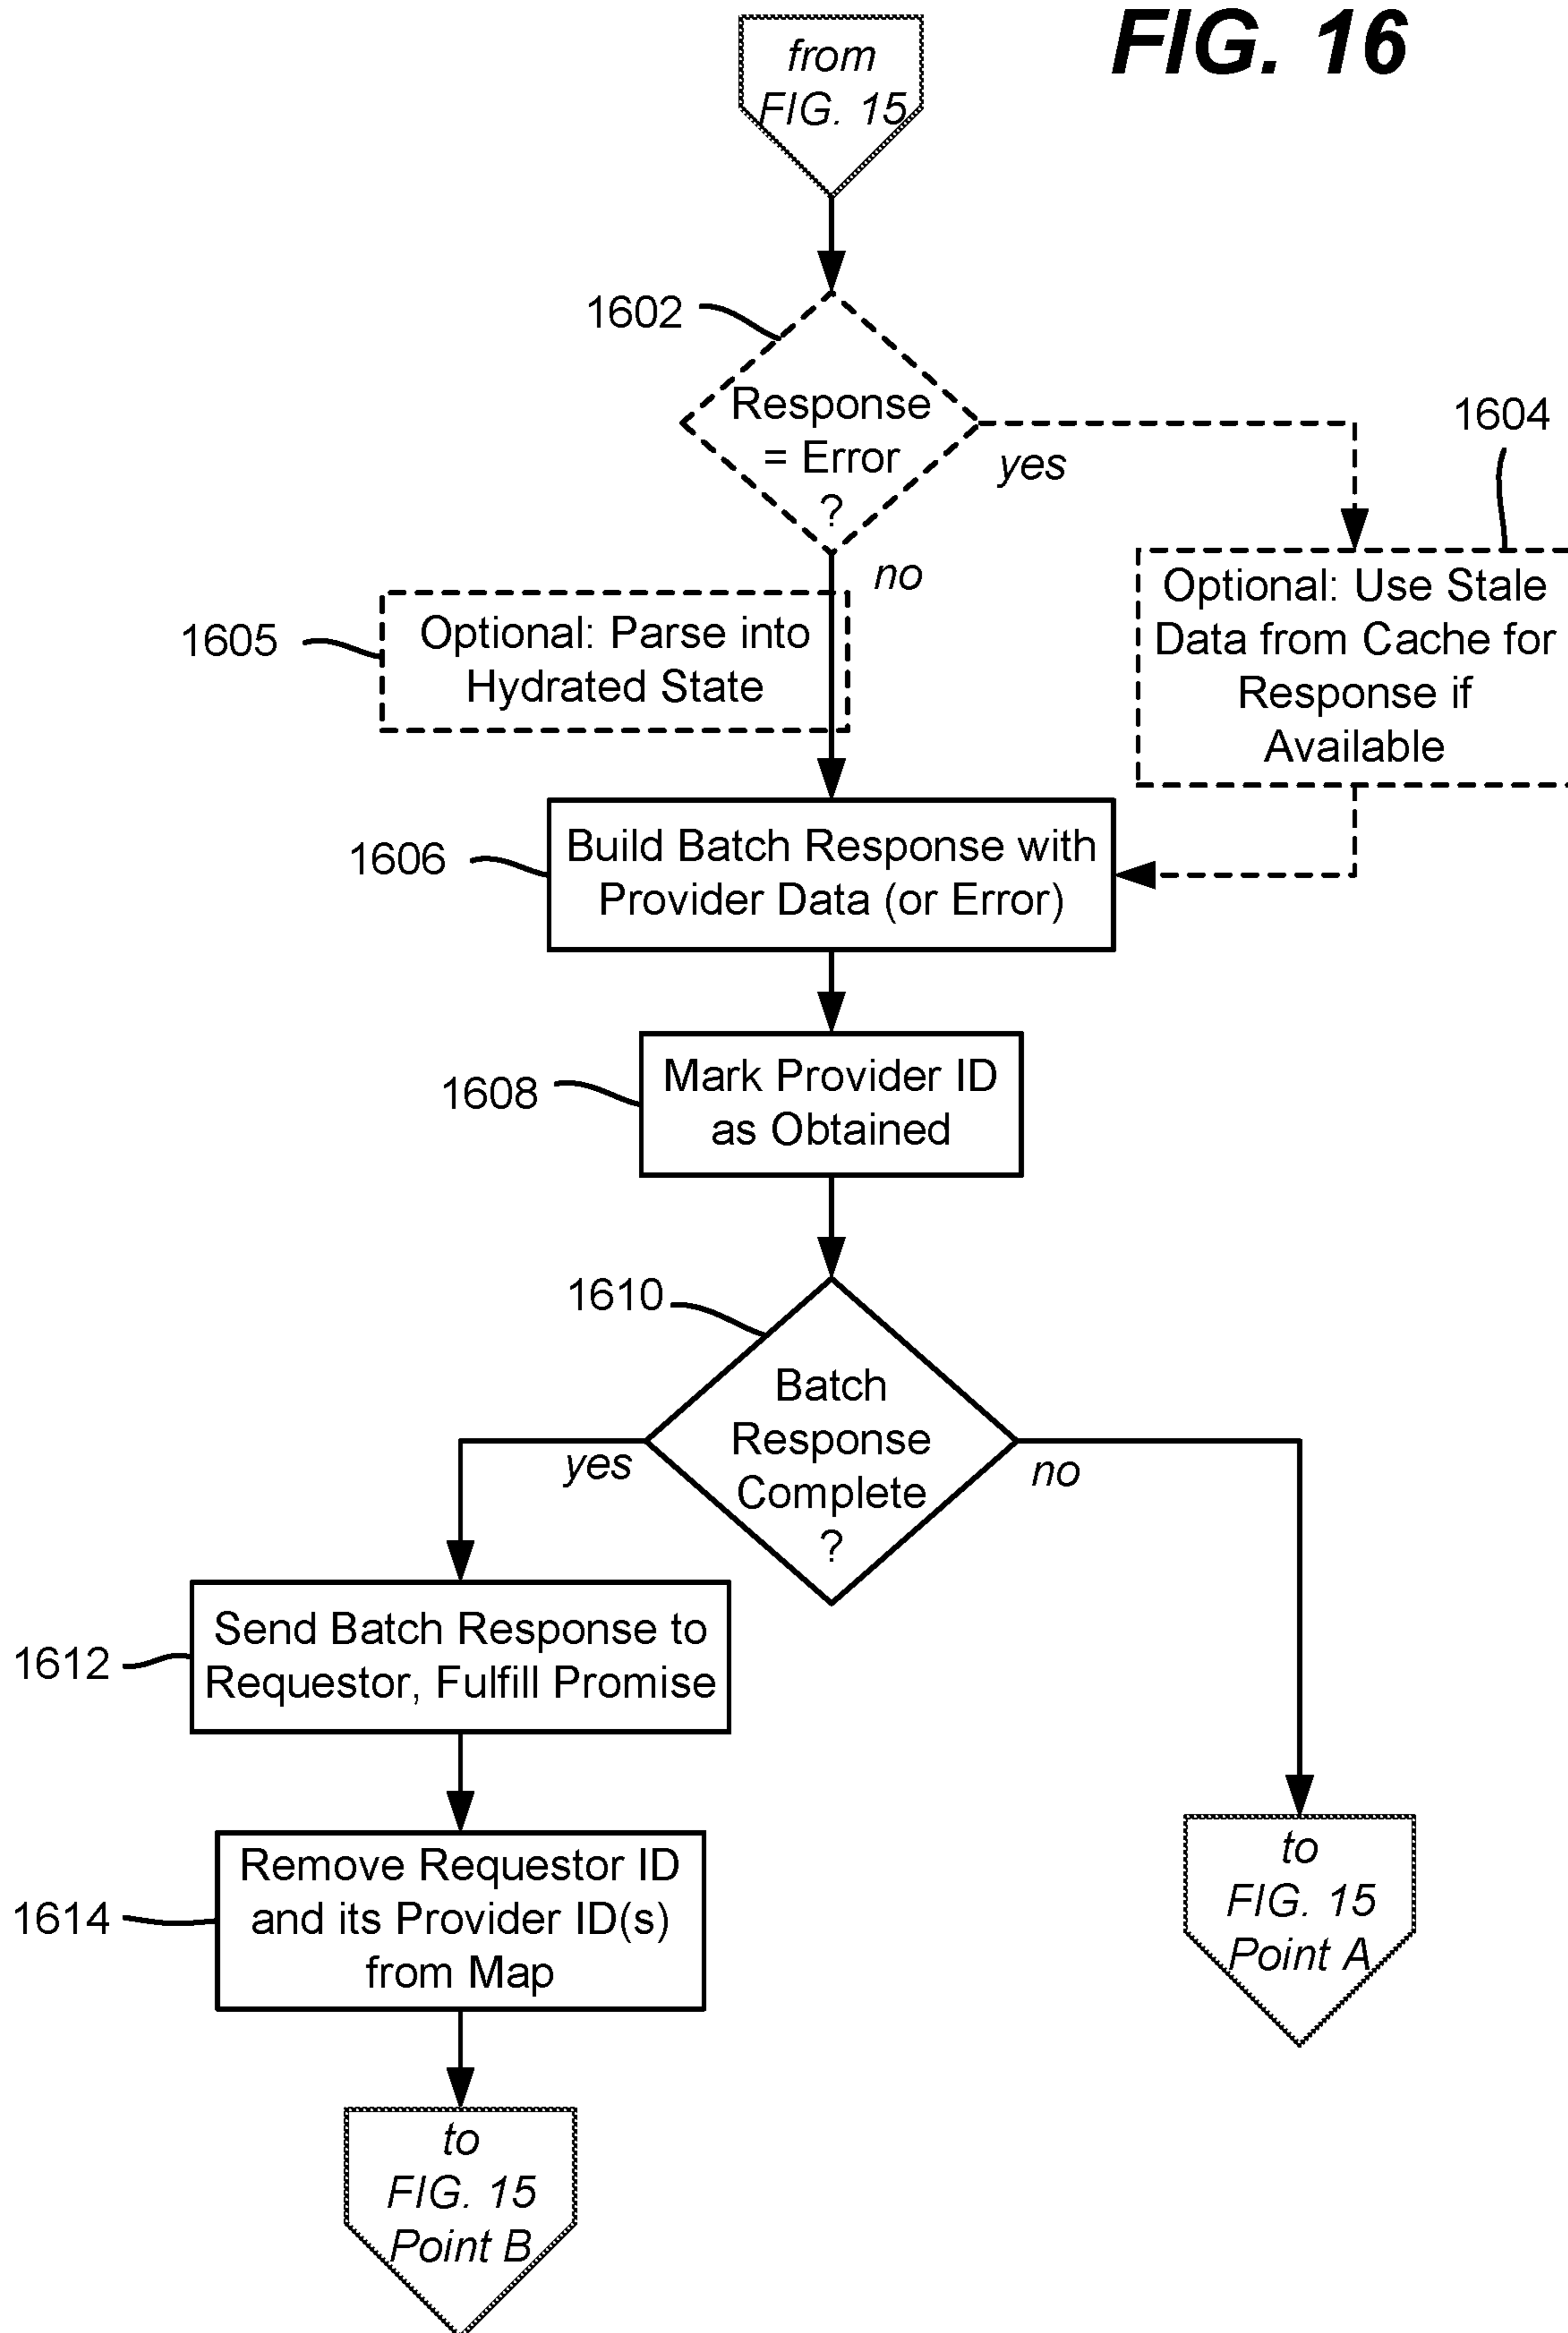 FIG. 16
from
FIG. 15
1602
Response
= Error
?
yes
no
1604
Optional: Use Stale
Data from Cache for
Response if
Available
1605
Optional: Parse into
Hydrated State
1606
Build Batch Response with
Provider Data (or Error)
1608
Mark Provider ID
as Obtained
1610
Batch
Response
Complete
?
yes
no
1612
Send Batch Response to
Requestor, Fulfill Promise
1614
Remove Requestor ID
and its Provider ID(s)
from Map
to
FIG. 15
Point A
to
FIG. 15
Point B